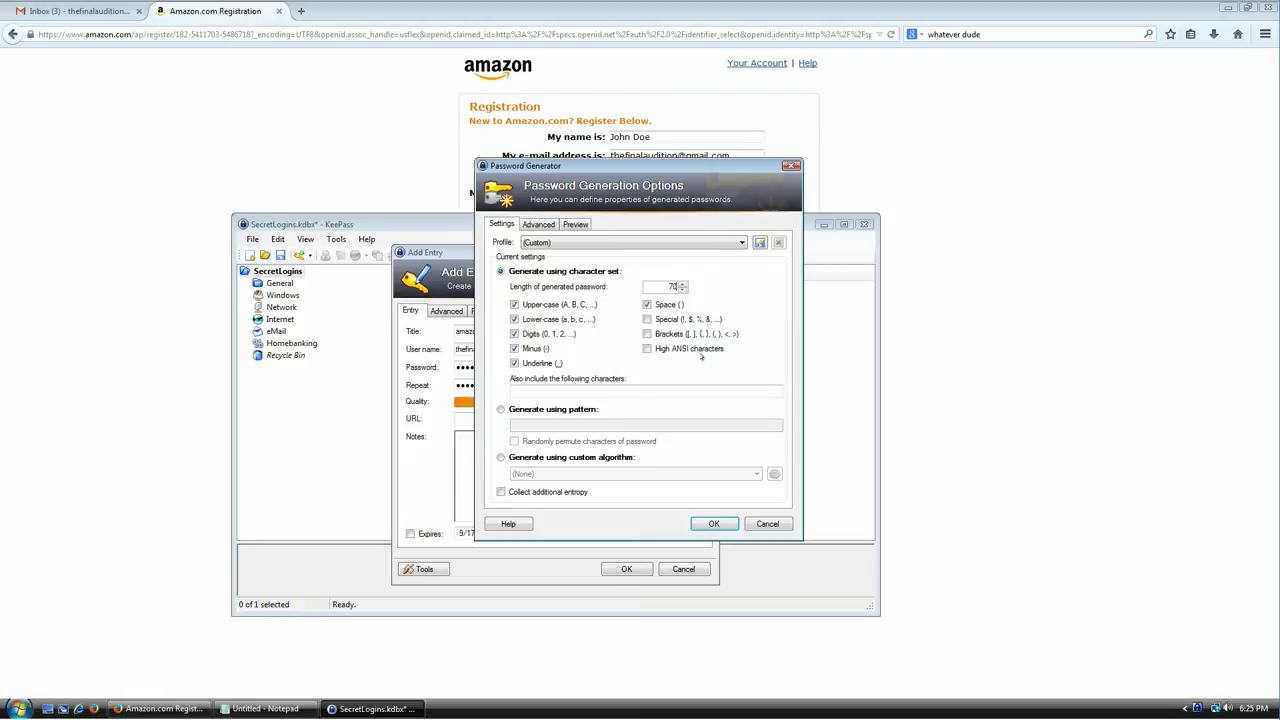 Inbox (3) - thefinalaudition...
Amazon.com Registration
https://www.amazon.com/ap/register/182-5411703-5486718?_encoding=UTF8&openid.assoc_handle=usflex&openid.claimed_id=http%3A%2F%2Fspecs.openid.net%2Fauth%2F2.0%2Fidentifier_select&openid.identity=http%3A%2F%2Fsp
whatever dude
amazon
Your Account | Help
Registration
New to Amazon.com? Register Below.
My name is: John Doe
My e-mail address is: thefinalaudition@gmail.com
SecretLogins.kdbx* - KeePass
File Edit View Tools Help
SecretLogins
General
Windows
Network
Internet
eMail
Homebanking
Recycle Bin
0 of 1 selected
Ready.
Add Entry
Add E
Create
Entry Advanced
Title: amazo
User name: thefin
Password:
Repeat:
Quality:
URL:
Notes:
Expires: 9/17
Tools
OK Cancel
Password Generator
Password Generation Options
Here you can define properties of generated passwords.
Settings Advanced Preview
Profile: (Custom)
Current settings
Generate using character set:
Length of generated password: 70
Upper-case (A, B, C, ...)
Space ( )
Lower-case (a, b, c, ...)
Special (!, $, %, &, ...)
Digits (0, 1, 2, ...)
Brackets ([, ], {, }, (, ), <, >)
Minus (-)
High ANSI characters
Underline (_)
Also include the following characters:
Generate using pattern:
Randomly permute characters of password
Generate using custom algorithm:
(None)
Collect additional entropy
Help OK Cancel
Amazon.com Regist...
Untitled - Notepad
SecretLogins.kdbx* ...
6:25 PM